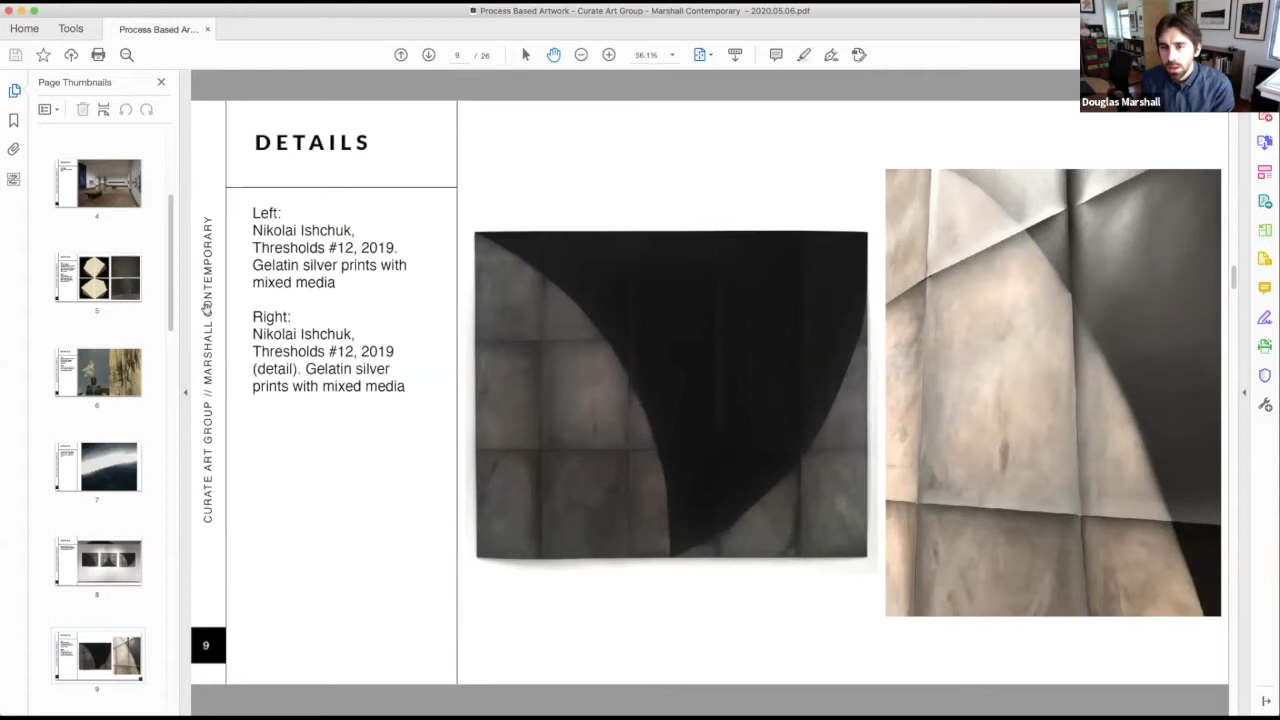 Process Based Artwork - Curate Art Group - Marshall Contemporary - 2020.05.06.pdf
Home
Tools
Process Based Ar...
9 / 26
56.1%
Page Thumbnails
4
5
6
7
8
9
CURATE ART GROUP // MARSHALL CONTEMPORARY
9
DETAILS
Left:
Nikolai Ishchuk,
Thresholds #12, 2019.
Gelatin silver prints with
mixed media
Right:
Nikolai Ishchuk,
Thresholds #12, 2019
(detail). Gelatin silver
prints with mixed media
Douglas Marshall